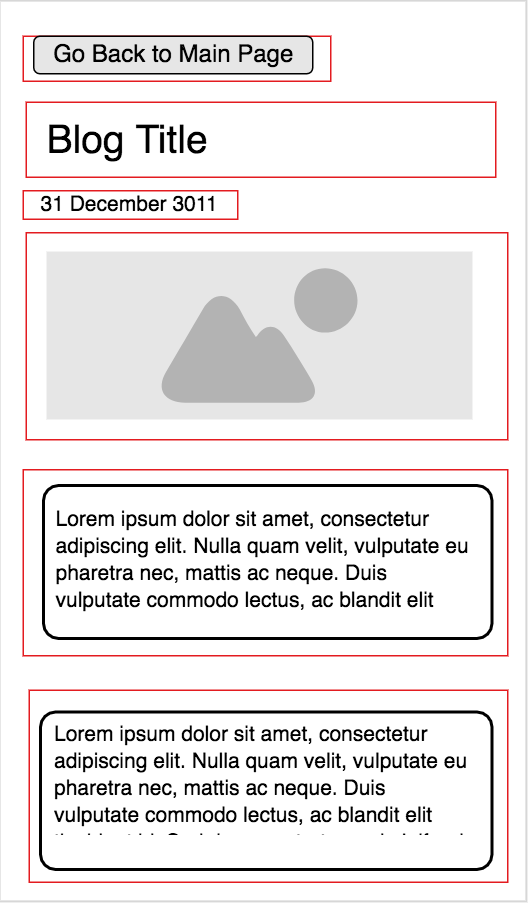 Go Back to Main Page
Blog Title
31 December 3011
Lorem ipsum dolor sit amet, consectetur
adipiscing elit. Nulla quam velit, vulputate eu
pharetra nec, mattis ac neque. Duis
vulputate commodo lectus, ac blandit elit
Lorem ipsum dolor sit amet, consectetur
adipiscing elit. Nulla quam velit, vulputate eu
pharetra nec, mattis ac neque. Duis
vulputate commodo lectus, ac blandit elit